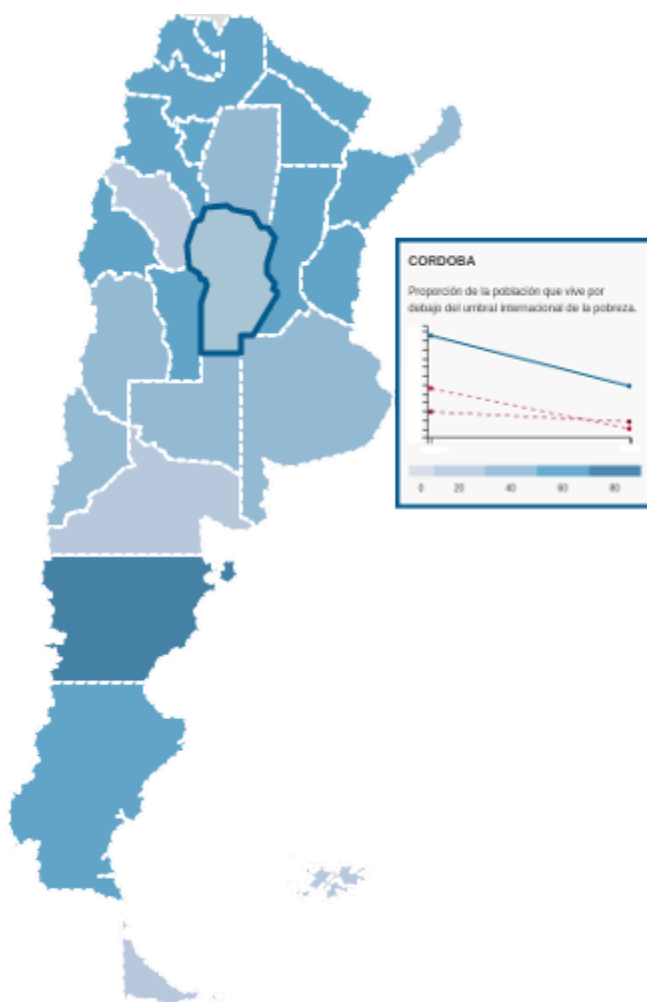 CORDOBA
Proporción de la población que vive por
debajo del umbral internacional de la pobreza.
0 20 40 60 80